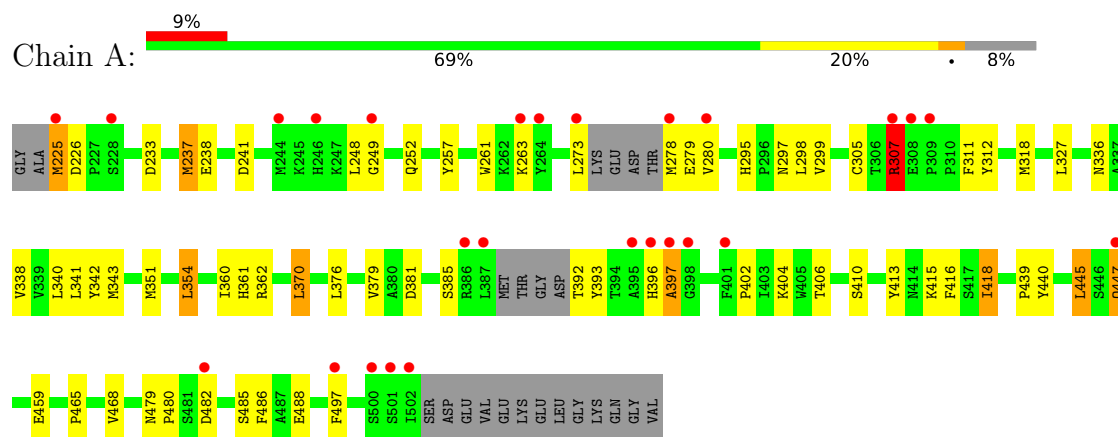 9%
Chain A:
69% 20% • 8%
GLY ALA M225 D226 P227 S228 D233 M237 E238 D241 M244 K245 H246 K247 L248 G249 Q252 Y257 W261 K262 K263 Y264 L273 LYS GLU ASP THR M278 E279 V280 H295 P296 N297 L298 V299 C305 T306 R307 E308 P309 P310 F311 Y312 M318 L327 N336 A337
V338 V339 L340 L341 Y342 M343 M351 L354 I360 H361 R362 L370 L376 V379 A380 D381 S385 R386 L387 MET THR GLY ASP T392 Y393 T394 A395 H396 A397 G398 F401 P402 I403 K404 W405 T406 S410 Y413 N414 K415 F416 S417 I418 P439 Y440 L445 S446
E459 P465 V468 N479 P480 S481 D482 S485 F486 A487 E488 F497 S500 S501 I502 SER ASP GLU VAL GLU LYS GLU LEU GLY LYS GLN GLY VAL